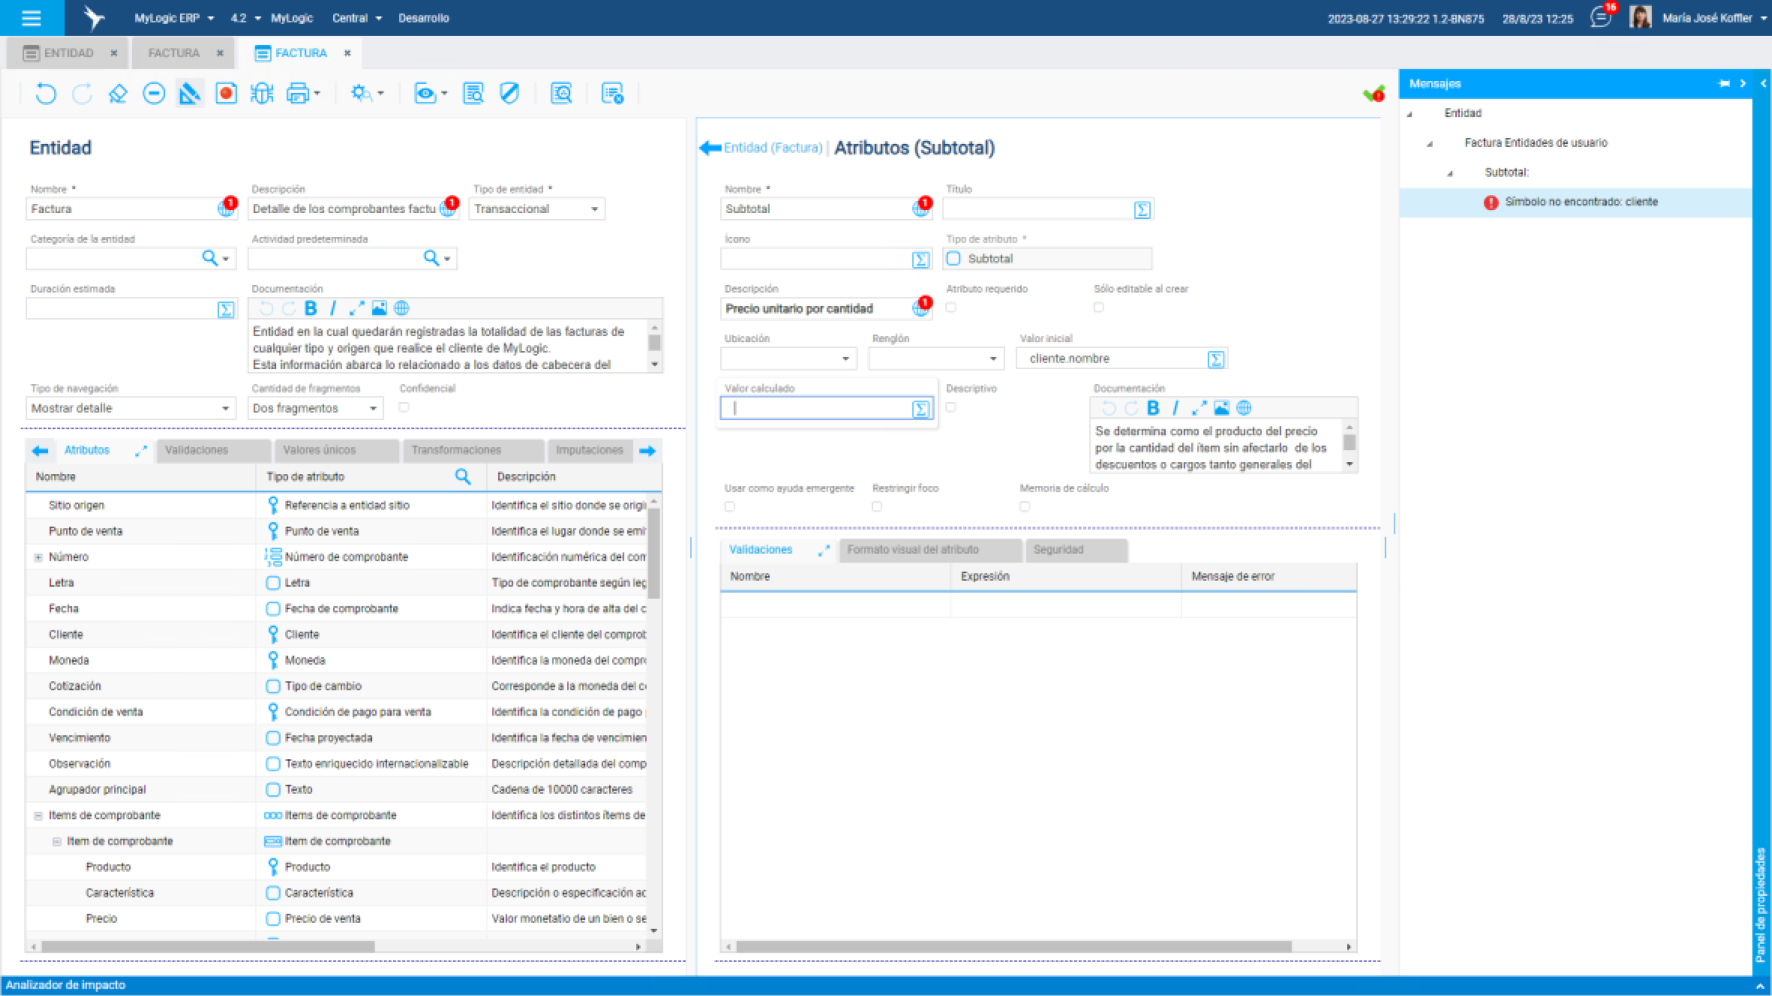 MyLogic ERP 4.2 MyLogic Central Desarrollo 2023-08-27 13:29:22 1.2-BN875 28/8/23 12:25 16 María José Koffler
ENTIDAD FACTURA FACTURA
Mensajes
Entidad
Factura Entidades de usuario
Subtotal:
Símbolo no encontrado: cliente
Entidad
Nombre * Descripción Tipo de entidad *
Factura 1 Detalle de los comprobantes factu 1 Transaccional
Categoría de la entidad Actividad predeterminada
Duración estimada Documentación
Entidad en la cual quedarán registradas la totalidad de las facturas de
cualquier tipo y origen que realice el cliente de MyLogic.
Esta información abarca lo relacionado a los datos de cabecera del
Tipo de navegación Cantidad de fragmentos Confidencial
Mostrar detalle Dos fragmentos
Atributos Validaciones Valores únicos Transformaciones Imputaciones
Nombre Tipo de atributo Descripción
Sitio origen Referencia a entidad sitio Identifica el sitio donde se origi
Punto de venta Punto de venta Identifica el lugar donde se emi
Número Número de comprobante Identificación numérica del com
Letra Letra Tipo de comprobante según leg
Fecha Fecha de comprobante Indica fecha y hora de alta del c
Cliente Cliente Identifica el cliente del comprob
Moneda Moneda Identifica la moneda del compro
Cotización Tipo de cambio Corresponde a la moneda del co
Condición de venta Condición de pago para venta Identifica la condición de pago
Vencimiento Fecha proyectada Identifica la fecha de vencimien
Observación Texto enriquecido internacionalizable Descripción detallada del comp
Agrupador principal Texto Cadena de 10000 caracteres
Items de comprobante Items de comprobante Identifica los distintos ítems de
Item de comprobante Item de comprobante
Producto Producto Identifica el producto
Característica Característica Descripción o especificación ac
Precio Precio de venta Valor monetatio de un bien o se
Entidad (Factura) | Atributos (Subtotal)
Nombre * Título
Subtotal 1
Ícono Tipo de atributo *
Subtotal
Descripción Atributo requerido Sólo editable al crear
Precio unitario por cantidad 1
Ubicación Renglón Valor inicial
cliente.nombre
Valor calculado Descriptivo Documentación
Se determina como el producto del precio
por la cantidad del ítem sin afectarlo de los
descuentos o cargos tanto generales del
Usar como ayuda emergente Restringir foco Memoria de cálculo
Validaciones Formato visual del atributo Seguridad
Nombre Expresión Mensaje de error
Panel de propiedades
Analizador de impacto